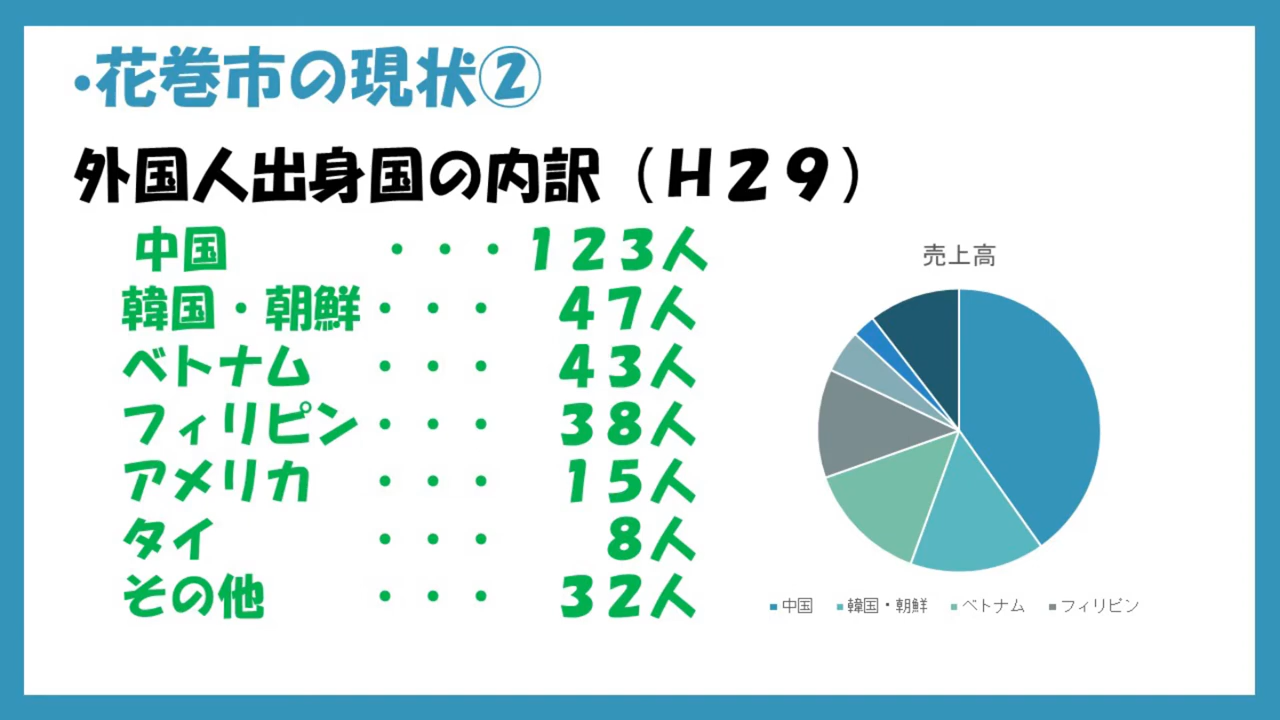 ・花巻市の現状②
外国人出身国の内訳（Ｈ２９）
中国　　　・・・１２３人
韓国・朝鮮・・・　４７人
ベトナム　・・・　４３人
フィリピン・・・　３８人
アメリカ　・・・　１５人
タイ　　　・・・　　８人
その他　　・・・　３２人
売上高
中国　韓国・朝鮮　ベトナム　フィリピン